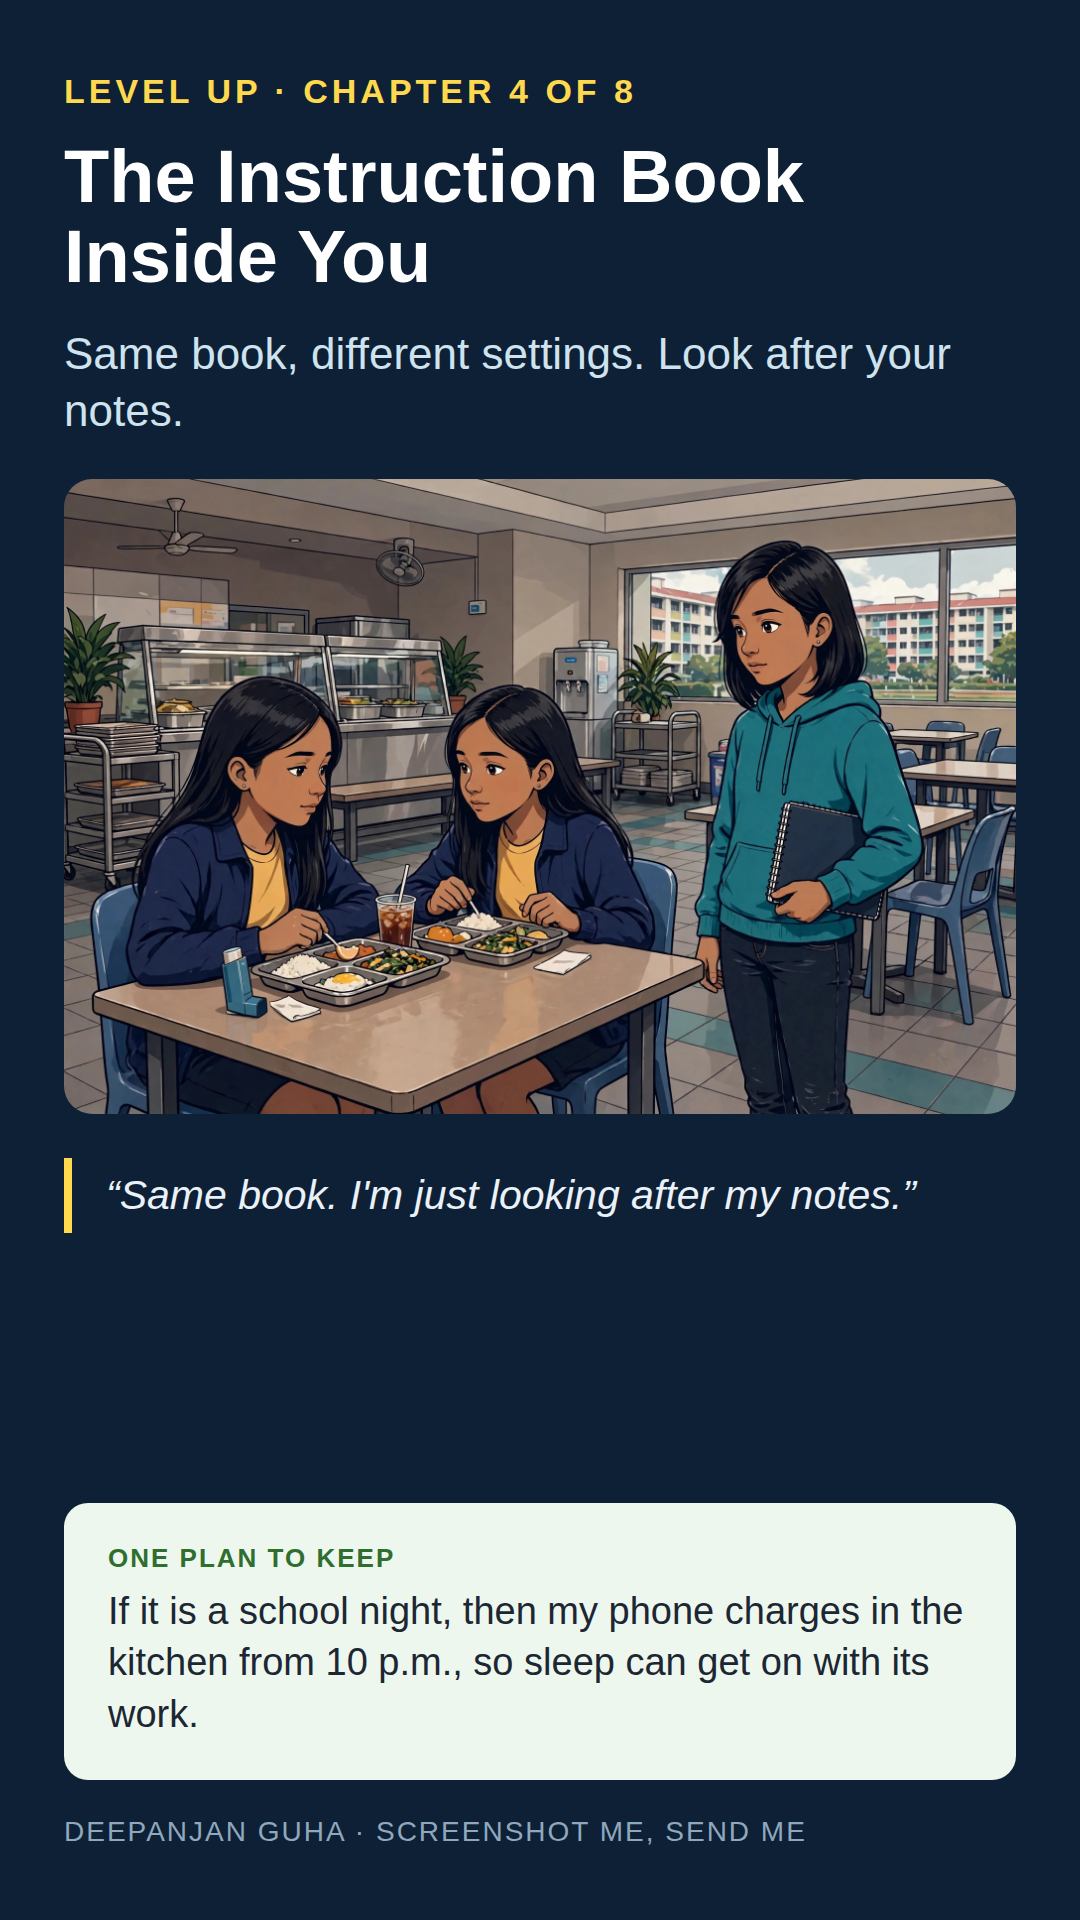 LEVEL UP · CHAPTER 4 OF 8
The Instruction Book
Inside You
Same book, different settings. Look after your
notes.
“Same book. I'm just looking after my notes.”
ONE PLAN TO KEEP
If it is a school night, then my phone charges in the
kitchen from 10 p.m., so sleep can get on with its
work.
DEEPANJAN GUHA · SCREENSHOT ME, SEND ME